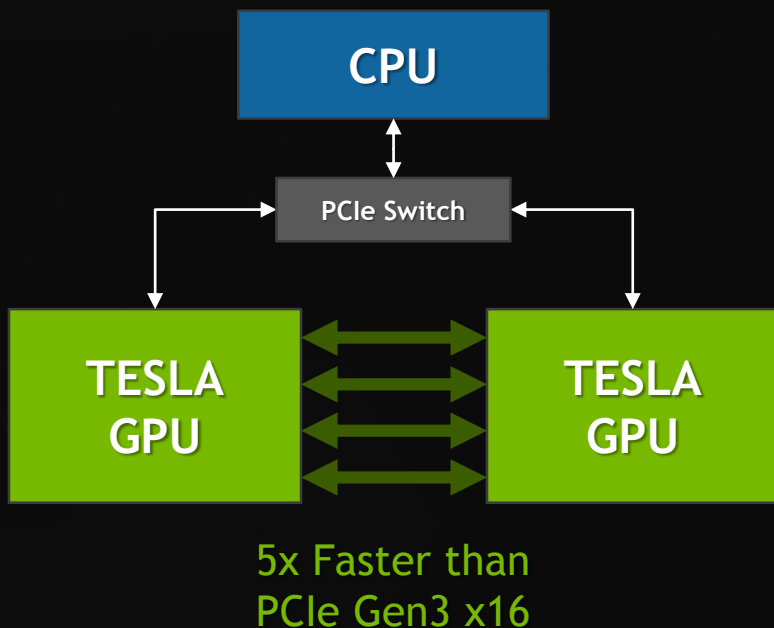 CPU
PCIe Switch
TESLA
GPU
TESLA
GPU
5x Faster than
PCIe Gen3 x16